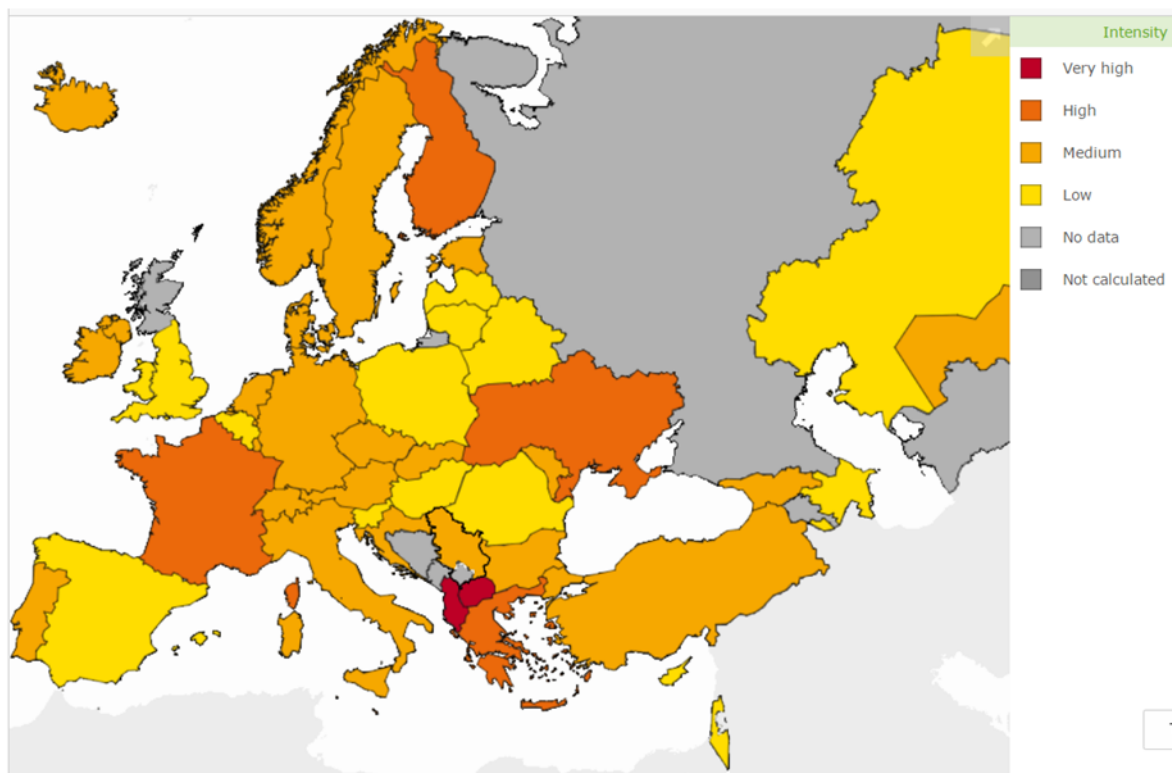 Intensity
Very high
High
Medium
Low
No data
Not calculated